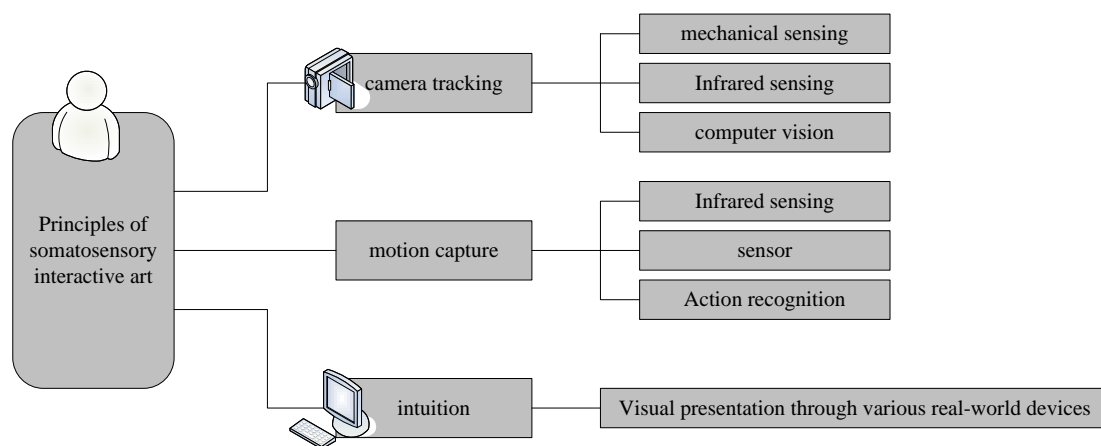 Principles of
somatosensory
interactive art
camera tracking
mechanical sensing
Infrared sensing
computer vision
motion capture
Infrared sensing
sensor
Action recognition
intuition
Visual presentation through various real-world devices